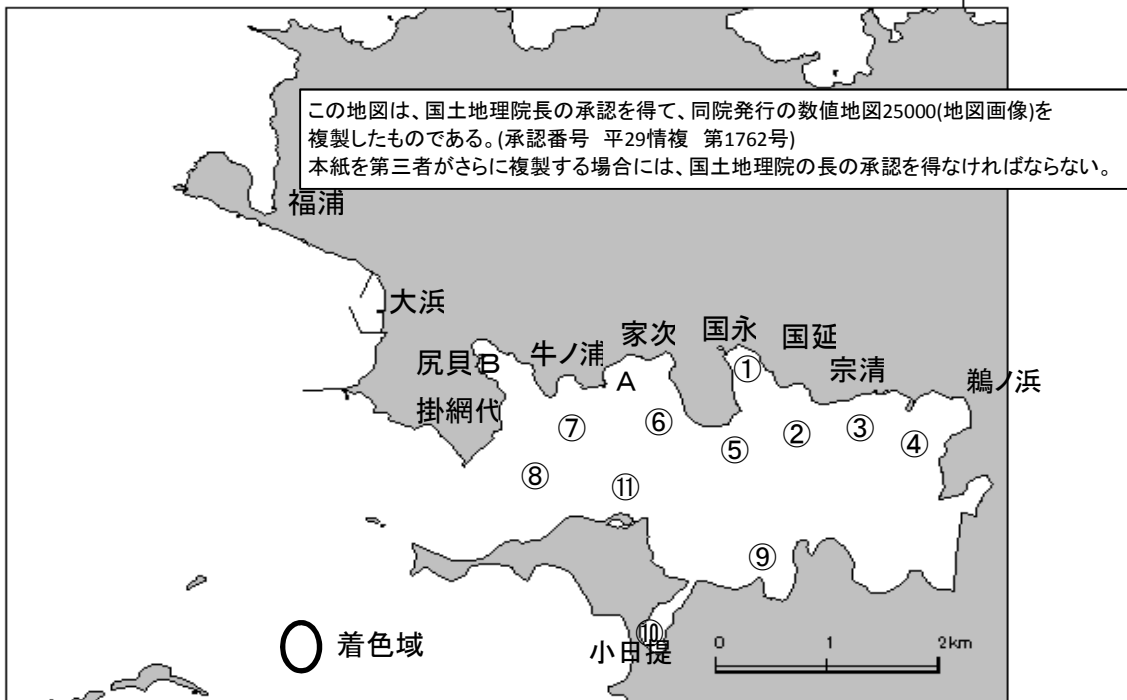 この地図は、国土地理院長の承認を得て、同院発行の数値地図25000(地図画像)を
複製したものである。(承認番号 平29情複 第1762号)
本紙を第三者がさらに複製する場合には、国土地理院の長の承認を得なければならない。
福浦
大浜
家次
国永
国延
尻貝 B
牛ノ浦
A
①
宗清
鵜ノ浜
掛網代
⑦
⑥
⑤
②
③
④
⑧
⑪
⑨
⑩
小田提
着色域
0 1 2km